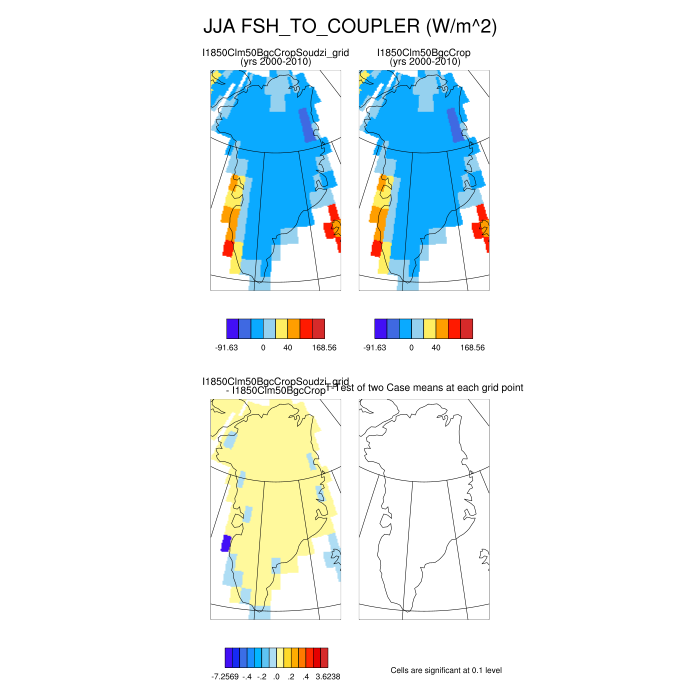 JJA FSH_TO_COUPLER (W/m^2)
I1850Clm50BgcCropSoudzi_grid
(yrs 2000-2010)
I1850Clm50BgcCrop
(yrs 2000-2010)
-91.63 0 40 168.56
-91.63 0 40 168.56
I1850Clm50BgcCropSoudzi_grid
- I1850Clm50BgcCrop
T-Test of two Case means at each grid point
-7.2569 -.4 -.2 .0 .2 .4 3.6238
Cells are significant at 0.1 level